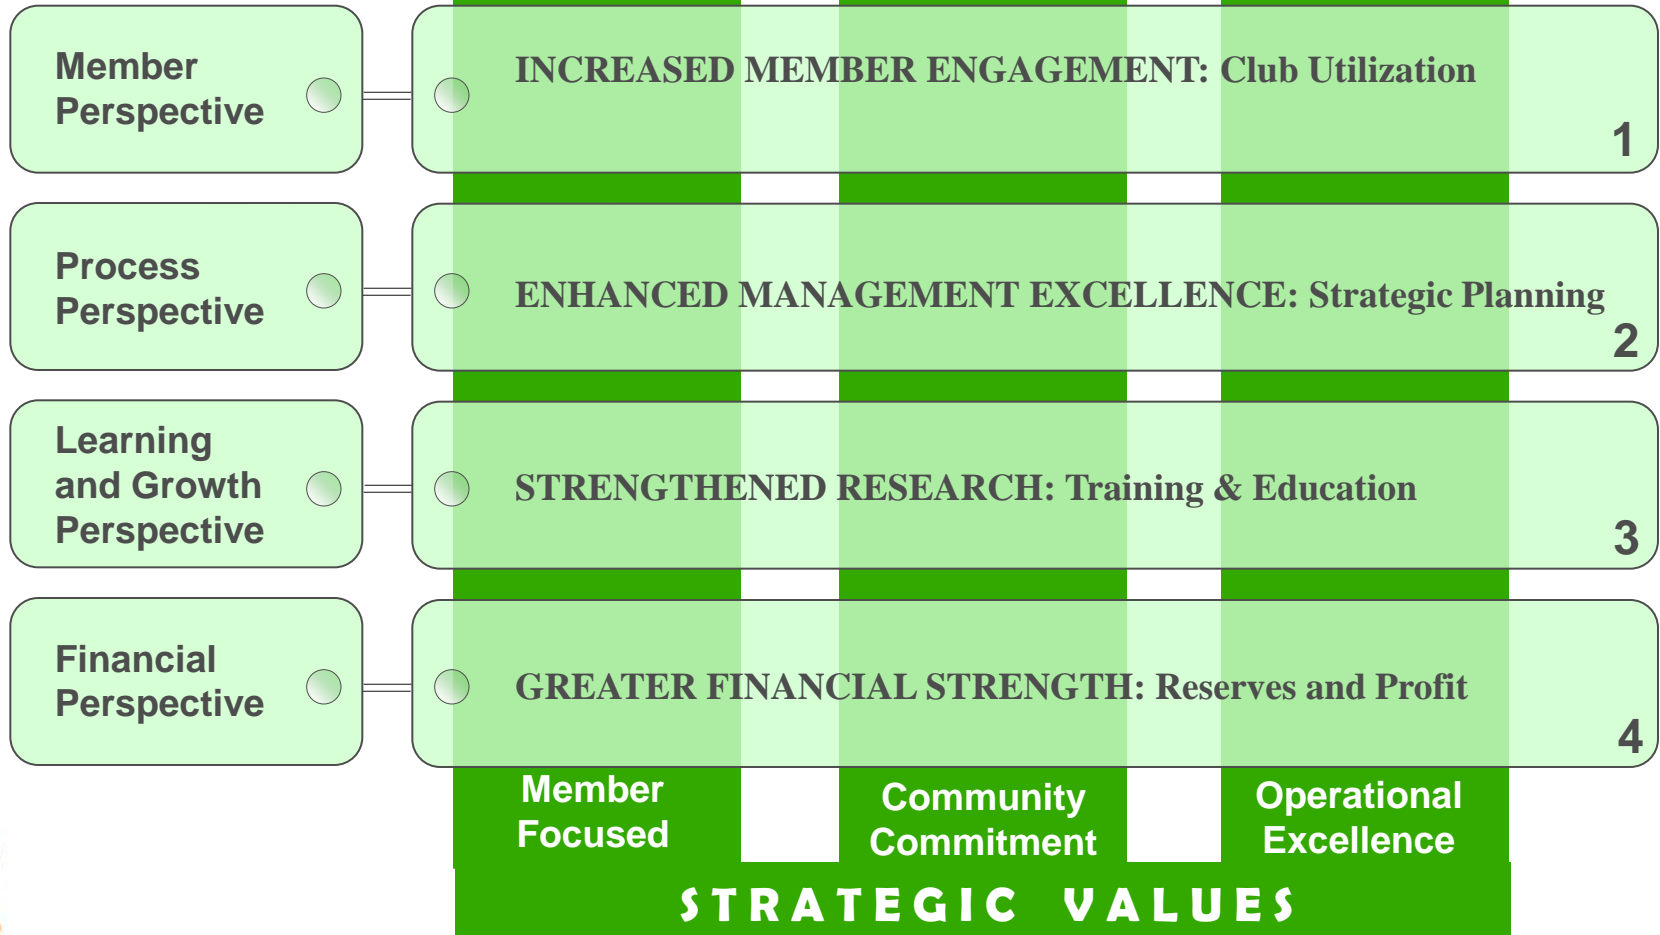 Member
Perspective
INCREASED MEMBER ENGAGEMENT: Club Utilization
1
Process
Perspective
ENHANCED MANAGEMENT EXCELLENCE: Strategic Planning
2
Learning
and Growth
Perspective
STRENGTHENED RESEARCH: Training & Education
3
Financial
Perspective
GREATER FINANCIAL STRENGTH: Reserves and Profit
4
Member
Focused
Community
Commitment
Operational
Excellence
STRATEGIC VALUES